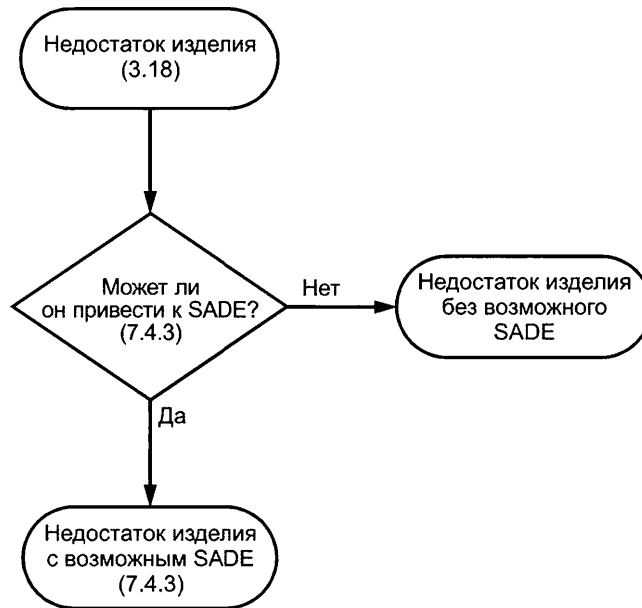 Недостаток изделия
(3.18)
Может ли
он привести к SADE?
(7.4.3)
Нет
Недостаток изделия
без возможного
SADE
Да
Недостаток изделия
с возможным SADE
(7.4.3)